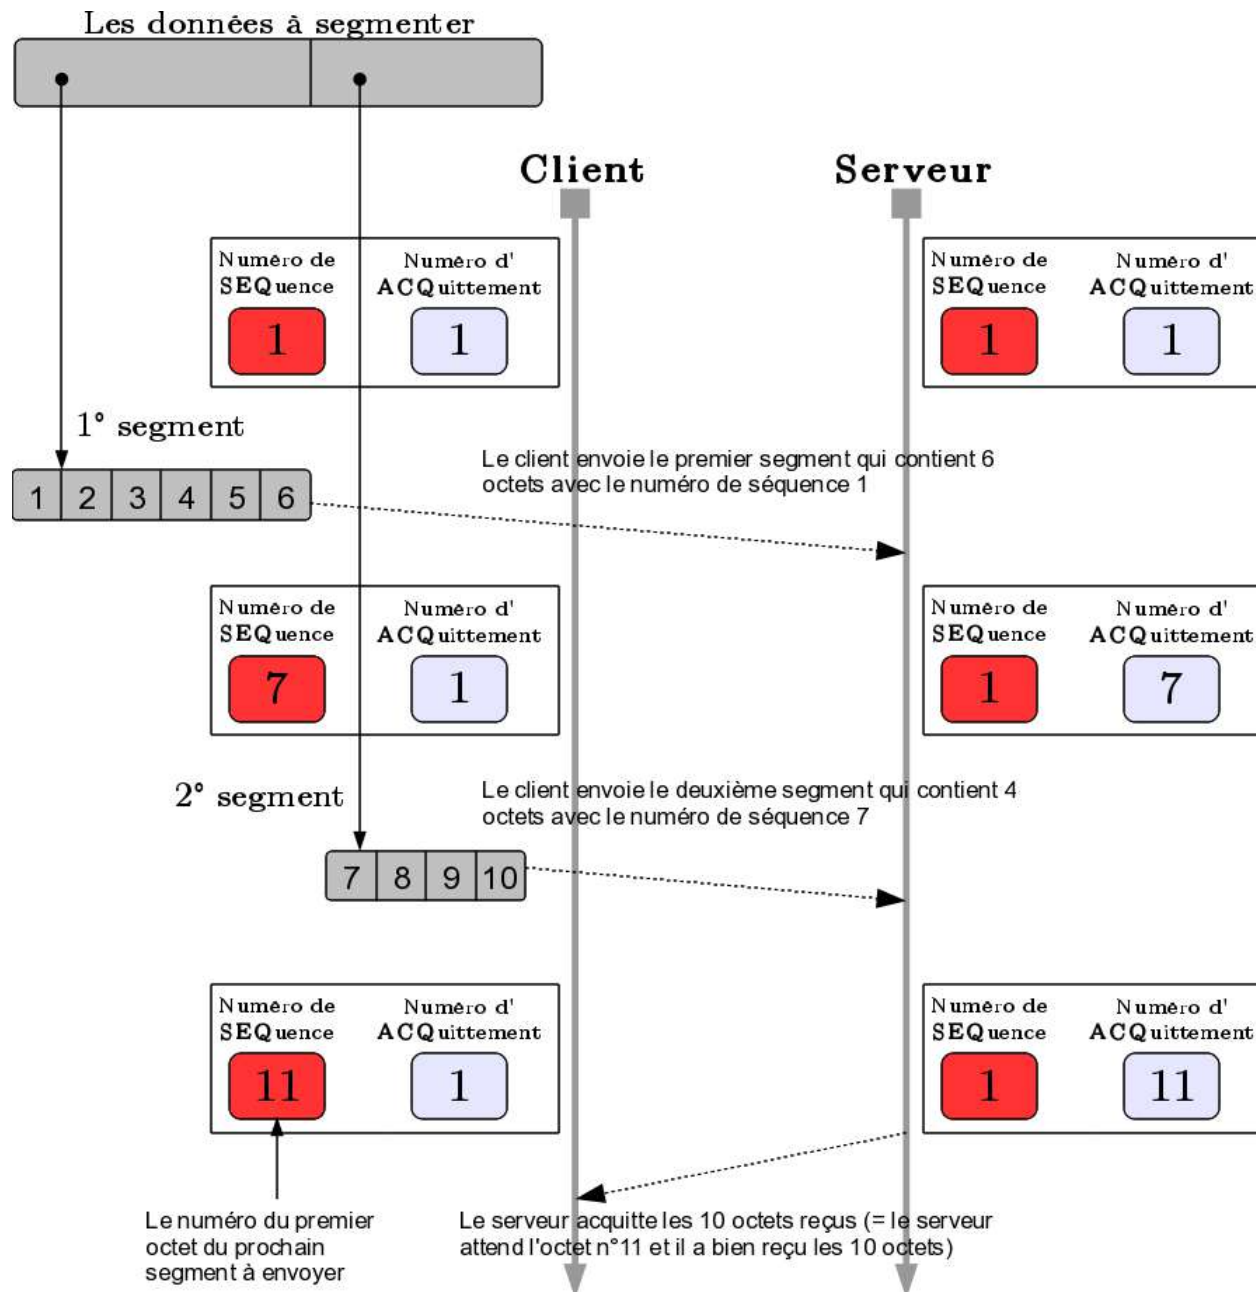 Les données à segmenter
Client
Serveur
Numéro de
SEQuence
Numéro d'
ACQuittement
1
1
Numéro de
SEQuence
Numéro d'
ACQuittement
1
1
1° segment
Le client envoie le premier segment qui contient 6
octets avec le numéro de séquence 1
1 2 3 4 5 6
Numéro de
SEQuence
Numéro d'
ACQuittement
7
1
Numéro de
SEQuence
Numéro d'
ACQuittement
1
7
2° segment
Le client envoie le deuxième segment qui contient 4
octets avec le numéro de séquence 7
7 8 9 10
Numéro de
SEQuence
Numéro d'
ACQuittement
11
1
Numéro de
SEQuence
Numéro d'
ACQuittement
1
11
Le numéro du premier
octet du prochain
segment à envoyer
Le serveur acquitte les 10 octets reçus (= le serveur
attend l'octet n°11 et il a bien reçu les 10 octets)